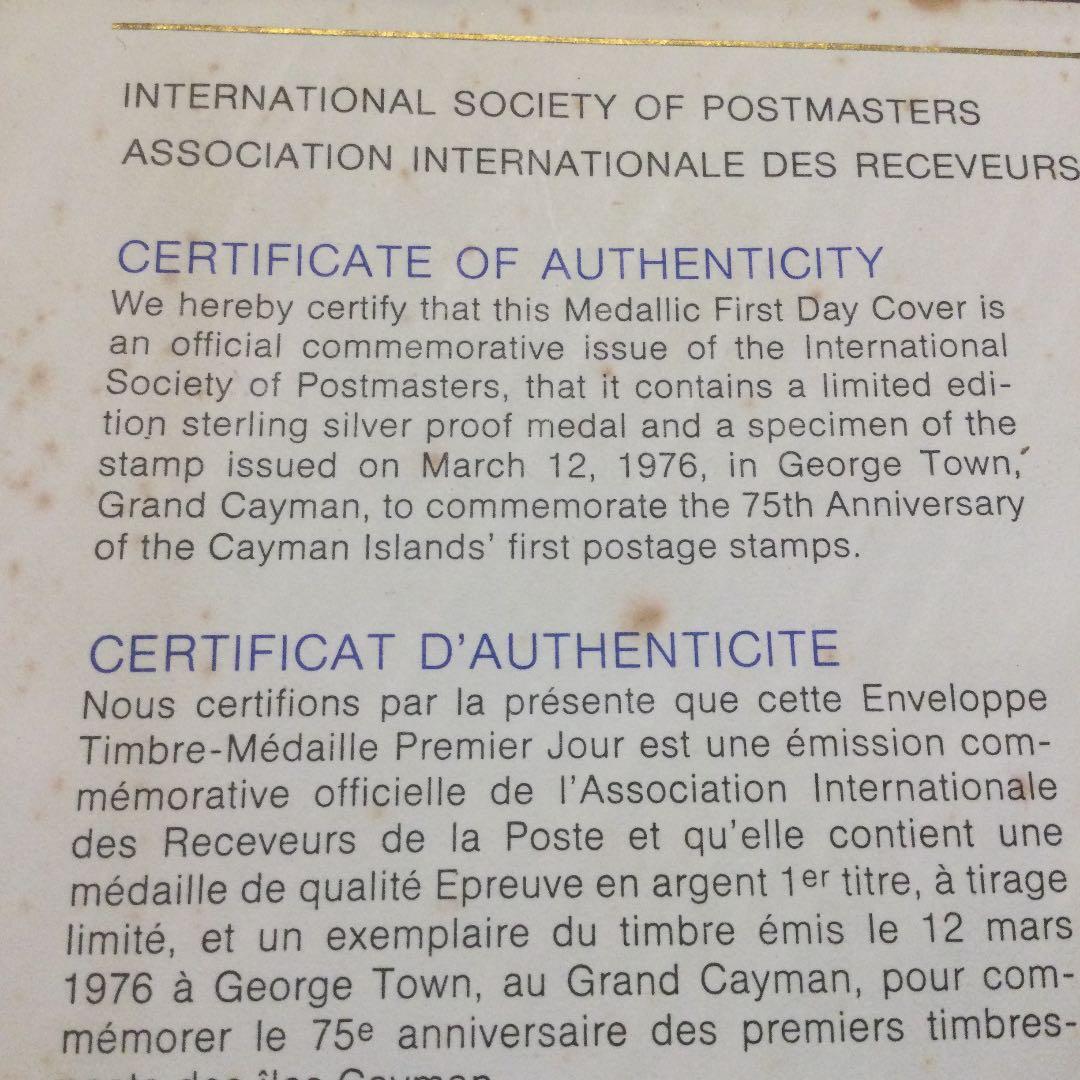 INTERNATIONAL SOCIETY OF POSTMASTERS
ASSOCIATION INTERNATIONALE DES RECEVEURS
CERTIFICATE OF AUTHENTICITY
We hereby certify that this Medallic First Day Cover is
an official commemorative issue of the International
Society of Postmasters, that it contains a limited edi-
tion sterling silver proof medal and a specimen of the
stamp issued on March 12, 1976, in George Town,
Grand Cayman, to commemorate the 75th Anniversary
of the Cayman Islands' first postage stamps.
CERTIFICAT D'AUTHENTICITE
Nous certifions par la présente que cette Enveloppe
Timbre-Médaille Premier Jour est une émission com-
mémorative officielle de l'Association Internationale
des Receveurs de la Poste et qu'elle contient une
médaille de qualité Epreuve en argent 1er titre, à tirage
limité, et un exemplaire du timbre émis le 12 mars
1976 à George Town, au Grand Cayman, pour com-
mémorer le 75e anniversaire des premiers timbres-
des îles Cayman